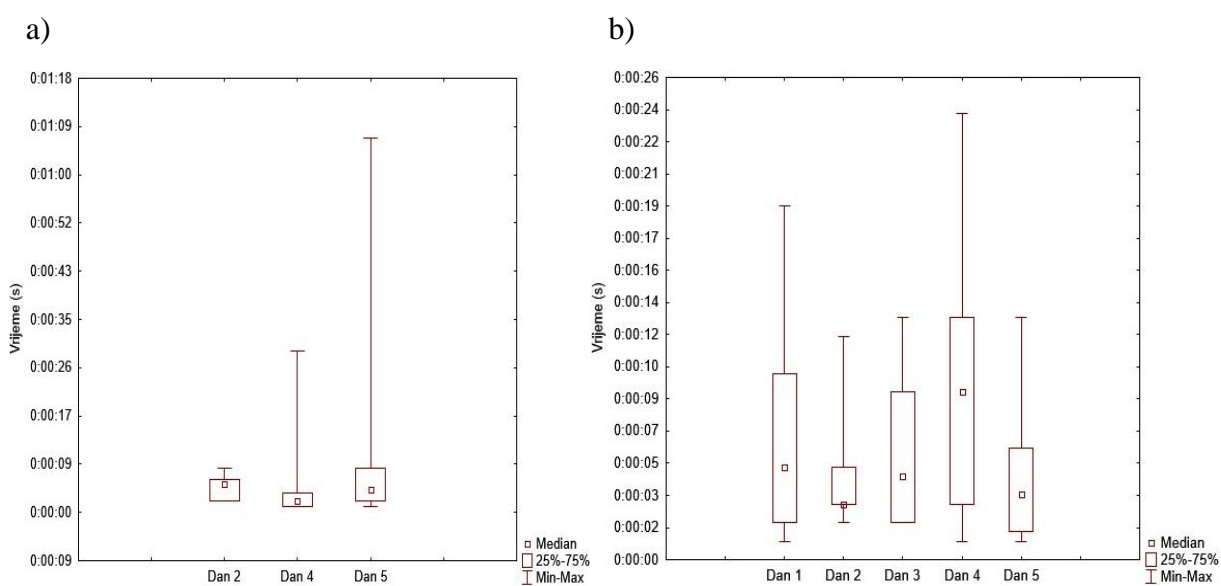 a)
0:01:18
0:01:09
0:01:00
0:00:52
0:00:43
0:00:35
0:00:26
0:00:17
0:00:09
0:00:00
0:00:09
Vrijeme (s)
Dan 2 Dan 4 Dan 5
Median
25%-75%
Min-Max
b)
0:00:26
0:00:24
0:00:22
0:00:21
0:00:19
0:00:17
0:00:16
0:00:14
0:00:12
0:00:10
0:00:09
0:00:07
0:00:05
0:00:03
0:00:02
0:00:00
Vrijeme (s)
Dan 1 Dan 2 Dan 3 Dan 4 Dan 5
Median
25%-75%
Min-Max